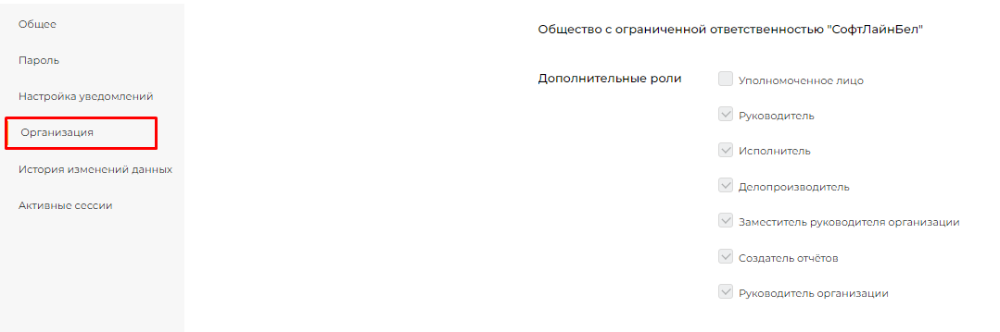 Общее
Пароль
Настройка уведомлений
Организация
История изменений данных
Активные сессии
Общество с ограниченной ответственностью "СофтЛайнБел"
Дополнительные роли
Уполномоченное лицо
Руководитель
Исполнитель
Делопроизводитель
Заместитель руководителя организации
Создатель отчётов
Руководитель организации